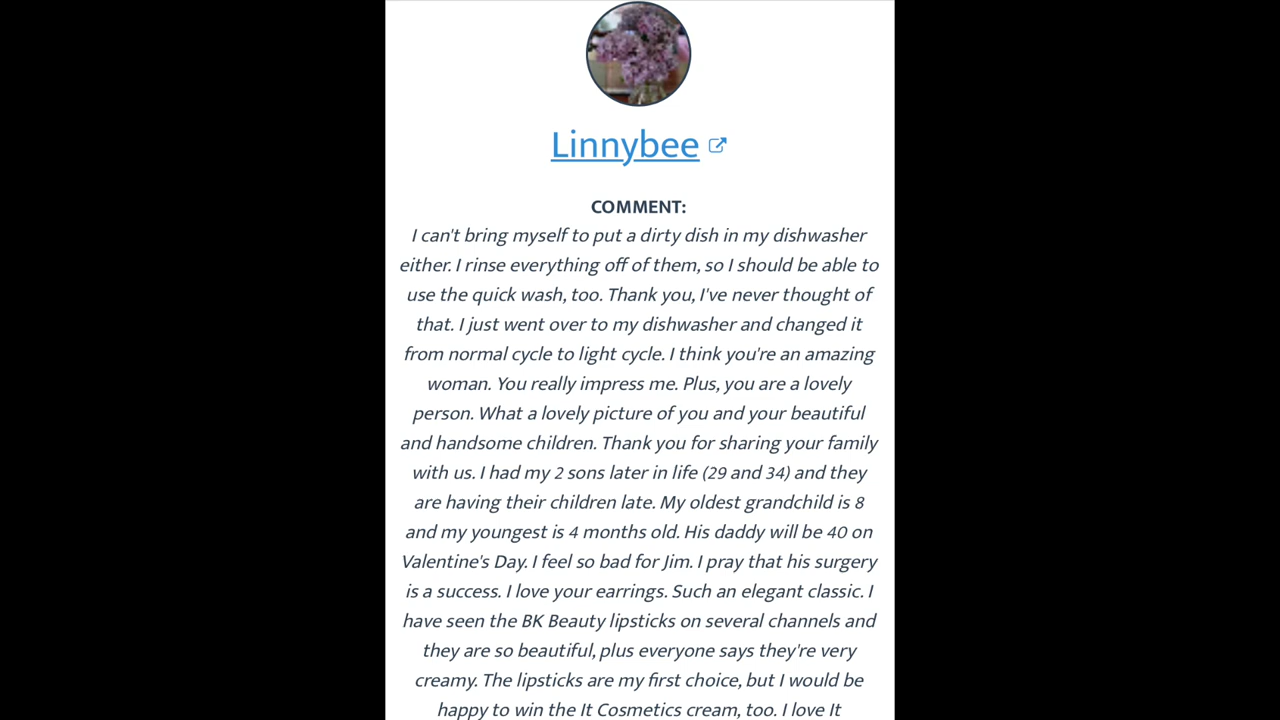 Linnybee
COMMENT:
I can't bring myself to put a dirty dish in my dishwasher
either. I rinse everything off of them, so I should be able to
use the quick wash, too. Thank you, I've never thought of
that. I just went over to my dishwasher and changed it
from normal cycle to light cycle. I think you're an amazing
woman. You really impress me. Plus, you are a lovely
person. What a lovely picture of you and your beautiful
and handsome children. Thank you for sharing your family
with us. I had my 2 sons later in life (29 and 34) and they
are having their children late. My oldest grandchild is 8
and my youngest is 4 months old. His daddy will be 40 on
Valentine's Day. I feel so bad for Jim. I pray that his surgery
is a success. I love your earrings. Such an elegant classic. I
have seen the BK Beauty lipsticks on several channels and
they are so beautiful, plus everyone says they're very
creamy. The lipsticks are my first choice, but I would be
happy to win the It Cosmetics cream, too. I love It